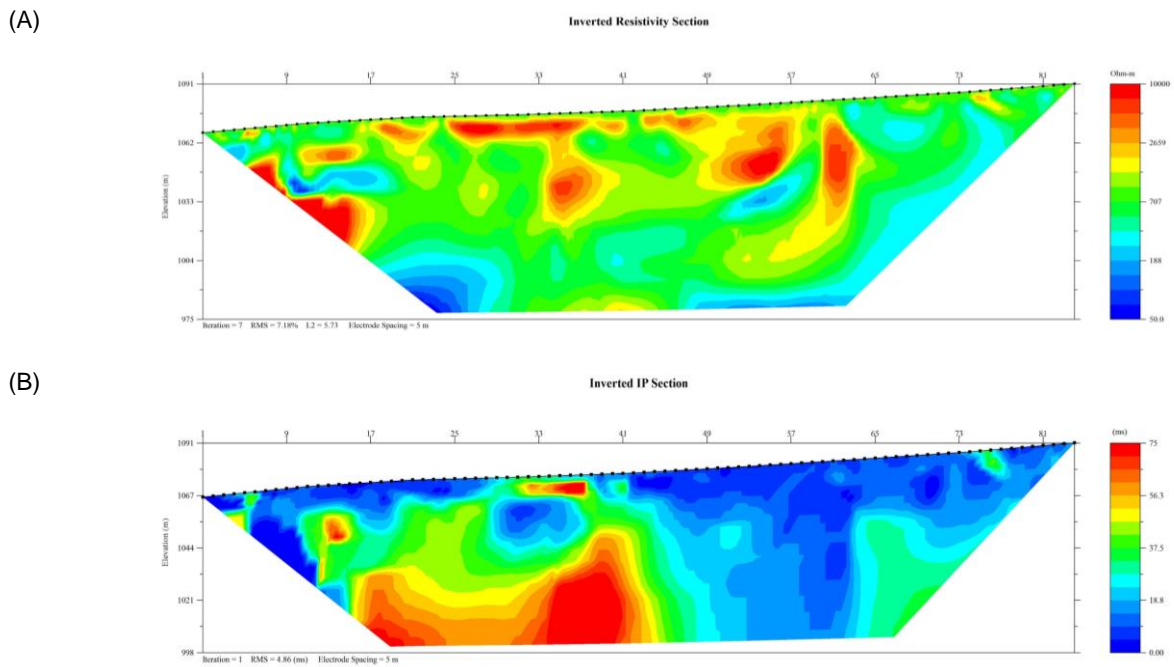 (A)
Inverted Resistivity Section
1 9 17 25 33 41 49 57 65 73 81
Ohm-m
1091
1062
1033
1004
975
Elevation (m)
10000
2659
707
188
50.0
Iteration = 7 RMS = 7.18% L2 = 5.73 Electrode Spacing = 5 m
(B)
Inverted IP Section
1 9 17 25 33 41 49 57 65 73 81
(ms)
1091
1067
1044
1021
998
Elevation (m)
75
56.3
37.5
18.8
0.00
Iteration = 1 RMS = 4.86 (ms) Electrode Spacing = 5 m